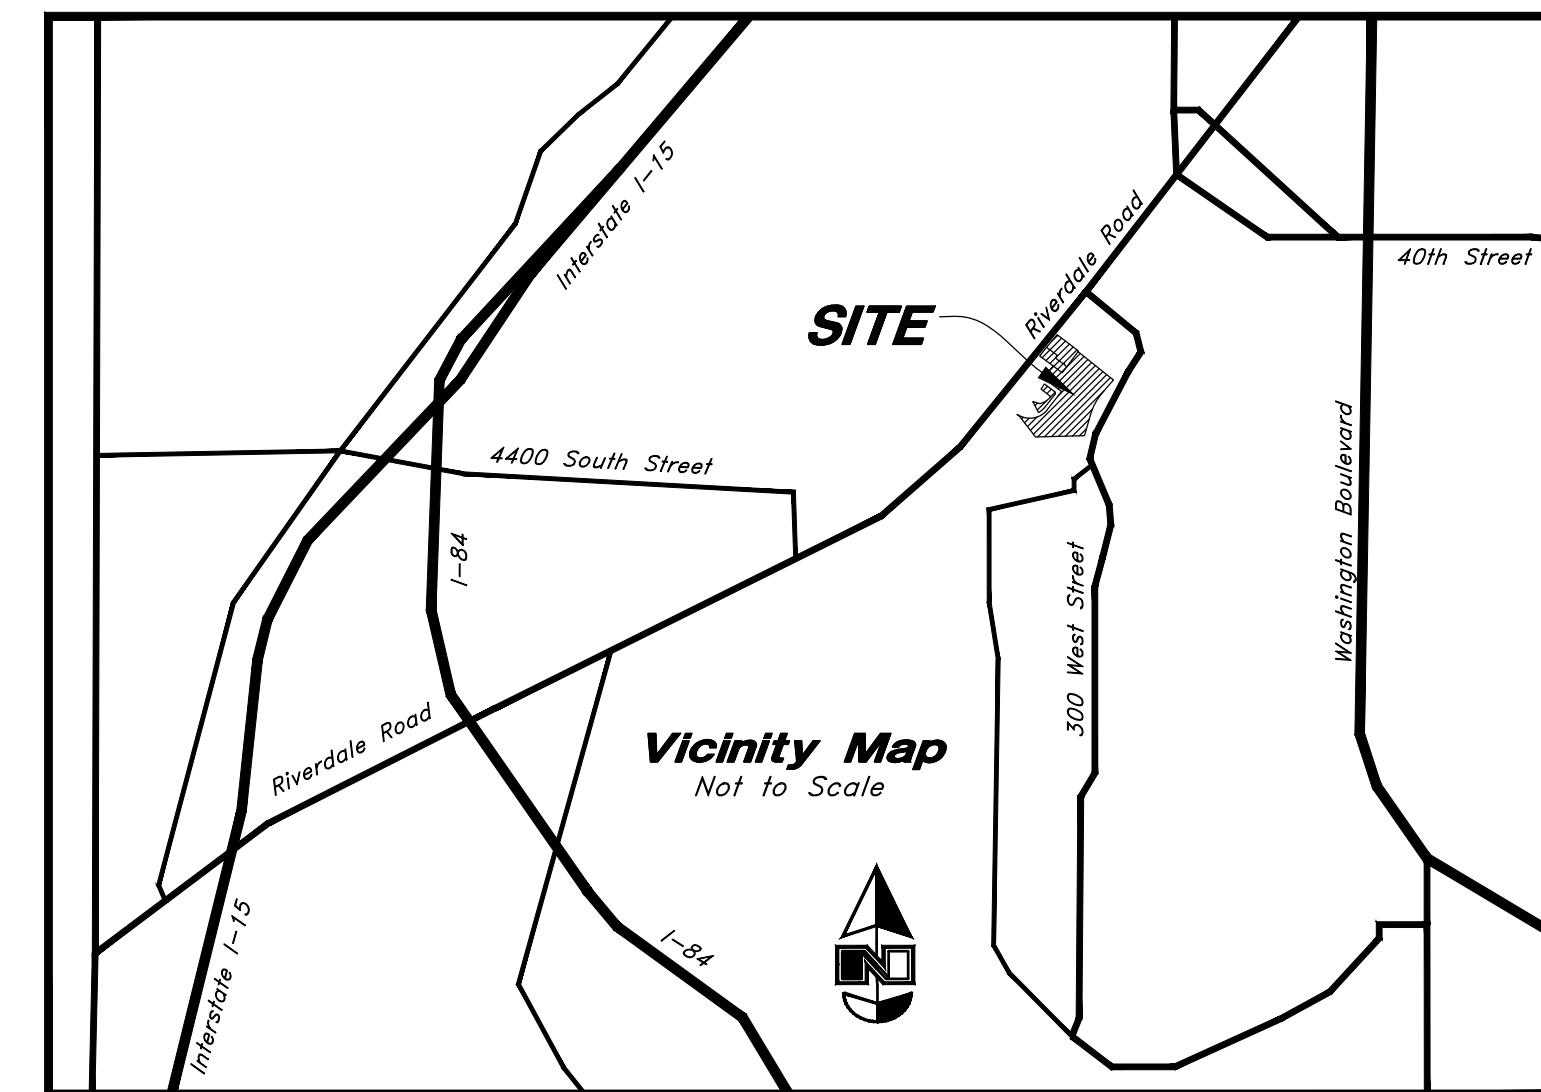 Interstate I-15
Riverdale Road
40th Street
SITE
4400 South Street
Washington Boulevard
I-84
300 West Street
Riverdale Road
Vicinity Map
Not to Scale
N
Interstate I-15
I-84